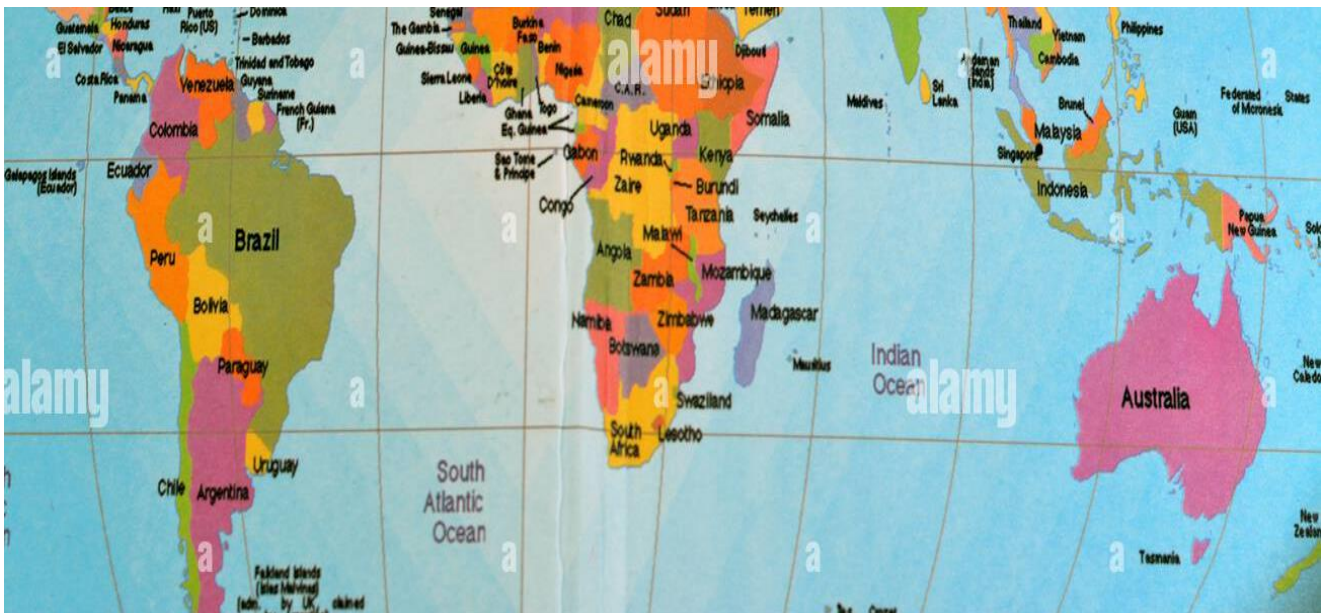 Puerto
Rico (US)
Dominica
Senegal
Chad
Sudan
Yemen
Thailand
Philippines
Guatemala
Honduras
The Gambia
Burkina
Faso
alamy
Vietnam
El Salvador
Nicaragua
Barbados
Guinea-Bissau
Guinea
Benin
Djibouti
Andaman
Islands
(India)
Cambodia
Trinidad and Tobago
Costa Rica
Venezuela
Guyana
Sierra Leone
Côte
D'Ivoire
Nigeria
Ethiopia
Sri
Lanka
Federated States
of Micronesia
Panama
Suriname
French Guiana
(Fr.)
Liberia
Togo
C.A.R.
Cameroon
Maldives
Brunei
Guam
(USA)
Colombia
Ghana
Eq. Guinea
Uganda
Somalia
Malaysia
Singapore
Ecuador
Galapagos Islands
(Ecuador)
Sao Tome
& Principe
Gabon
Rwanda
Kenya
Indonesia
Congo
Zaire
Burundi
Tanzania
Seychelles
Papua
New Guinea
a
a
a
a
a
Brazil
Peru
Angola
Malawi
Zambia
Mozambique
Bolivia
Namibia
Zimbabwe
Madagascar
Botswana
Mauritius
Indian
Ocean
Paraguay
alamy
a
a
alamy
Australia
New
Swaziland
South
Africa
Lesotho
Uruguay
Chile
Argentina
South
Atlantic
Ocean
New
Tasmania
a
a
a
a
Falkland Islands
(Islas Malvinas)
(adm. by UK, claimed